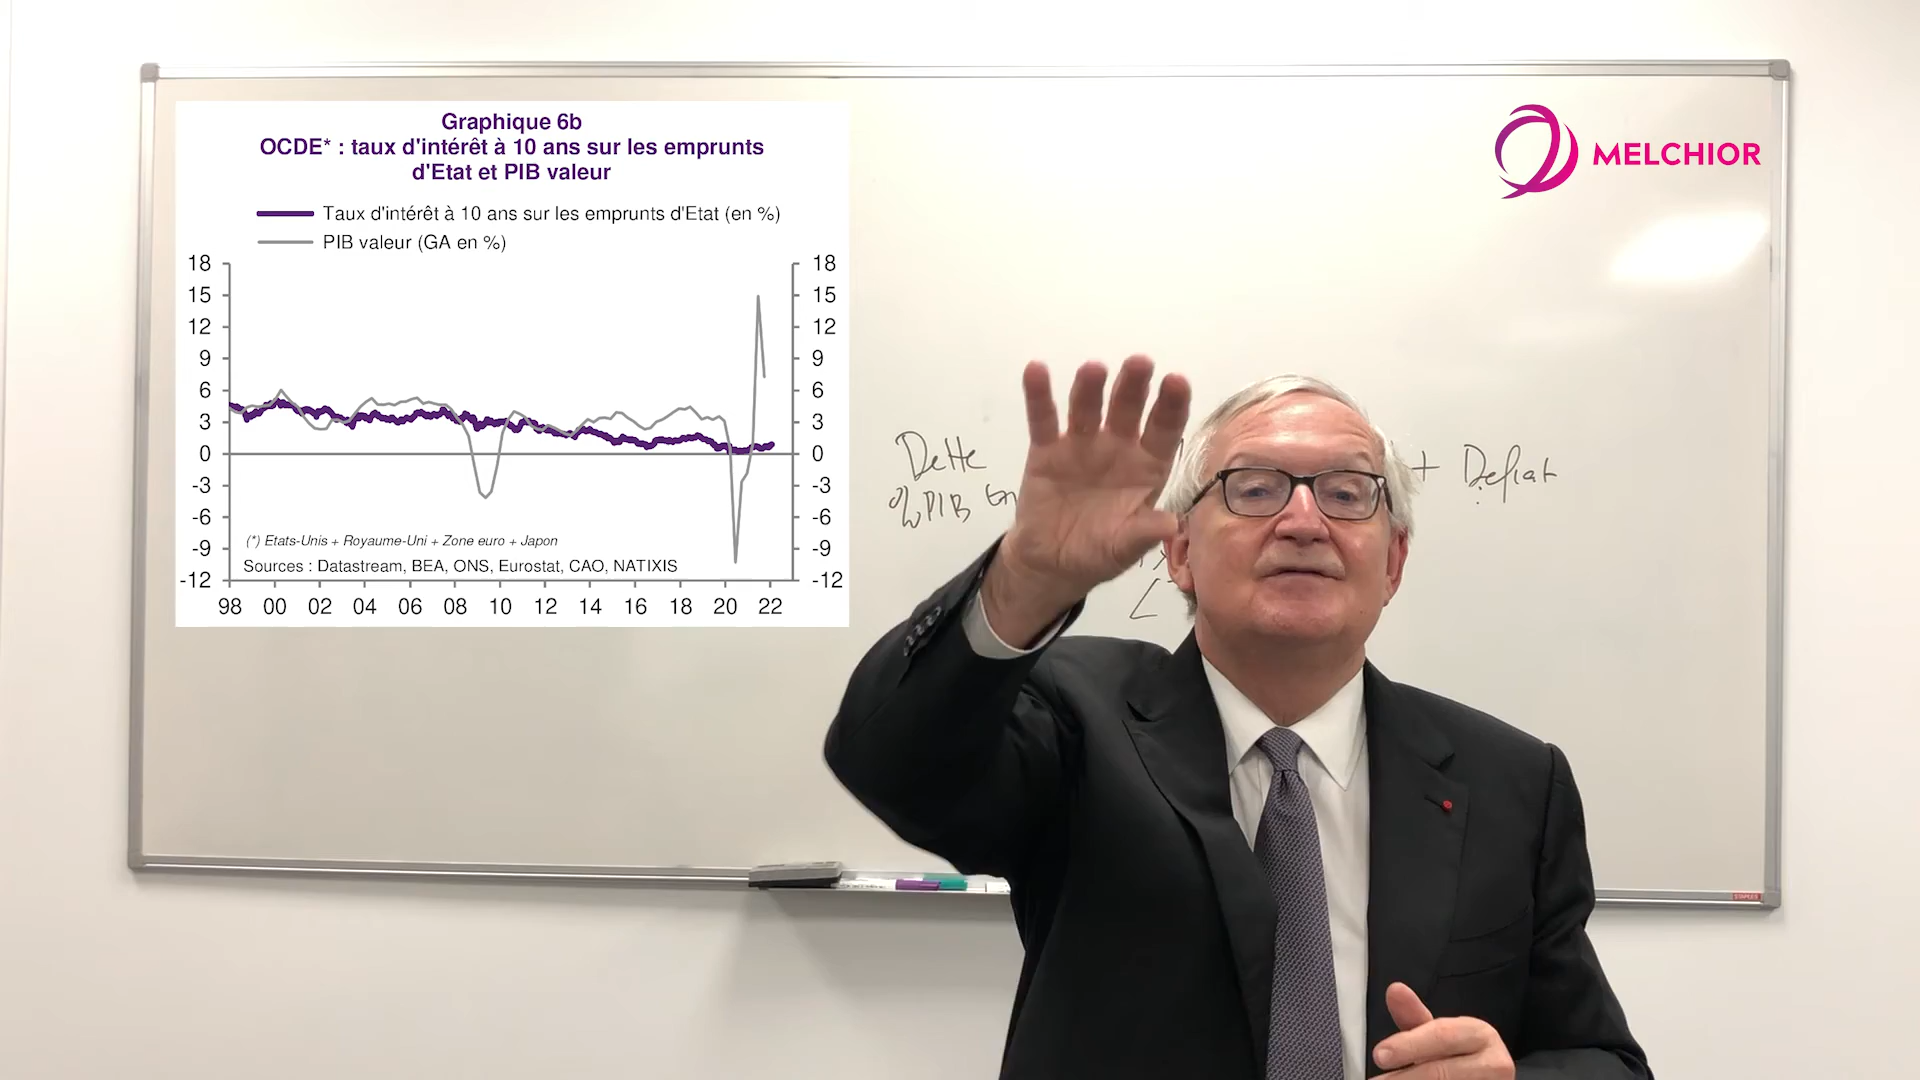 Graphique 6b
OCDE* : taux d'intérêt à 10 ans sur les emprunts
d'Etat et PIB valeur
Taux d'intérêt à 10 ans sur les emprunts d'Etat (en %)
PIB valeur (GA en %)
18 18
15 15
12 12
9 9
6 6
3 3
0 0
-3 -3
-6 -6
-9 -9
-12 -12
(*) Etats-Unis + Royaume-Uni + Zone euro + Japon
Sources : Datastream, BEA, ONS, Eurostat, CAO, NATIXIS
98 00 02 04 06 08 10 12 14 16 18 20 22
MELCHIOR
Dette
% PIB
+ Deficit
STAPLES